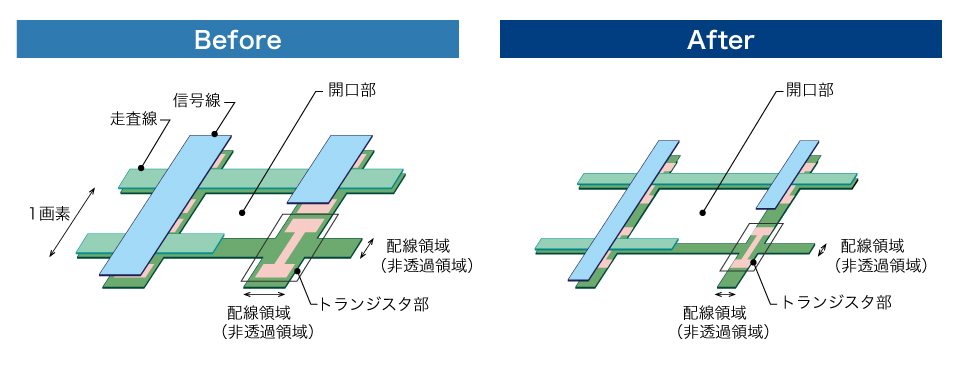 Before
信号線
走査線
開口部
1画素
配線領域
（非透過領域）
トランジスタ部
配線領域
（非透過領域）
After
開口部
配線領域
（非透過領域）
トランジスタ部
配線領域
（非透過領域）